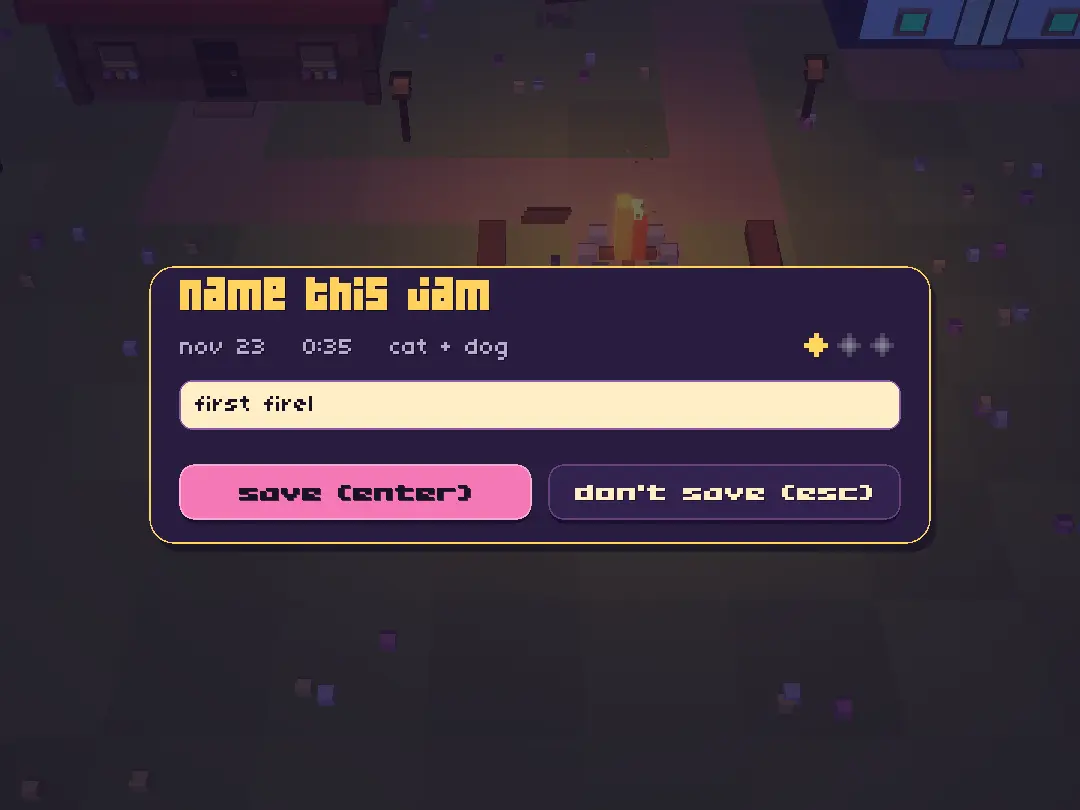 name this jam
nov 23 0:35 cat + dog
first fire
save (enter)
don't save (esc)